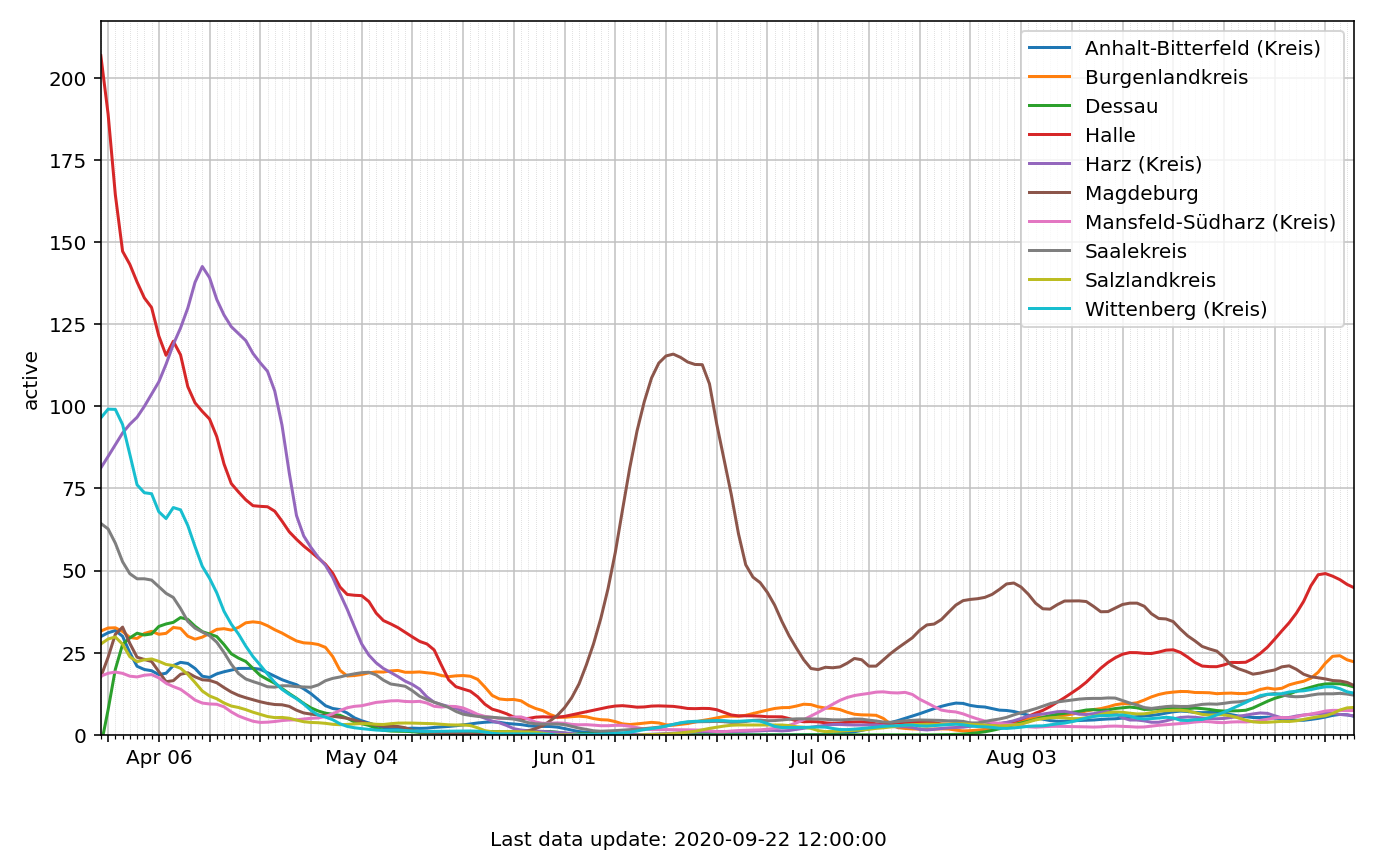 200
175
150
125
100
75
50
25
0
active
Anhalt-Bitterfeld (Kreis)
Burgenlandkreis
Dessau
Halle
Harz (Kreis)
Magdeburg
Mansfeld-Südharz (Kreis)
Saalekreis
Salzlandkreis
Wittenberg (Kreis)
Apr 06 May 04 Jun 01 Jul 06 Aug 03
Last data update: 2020-09-22 12:00:00